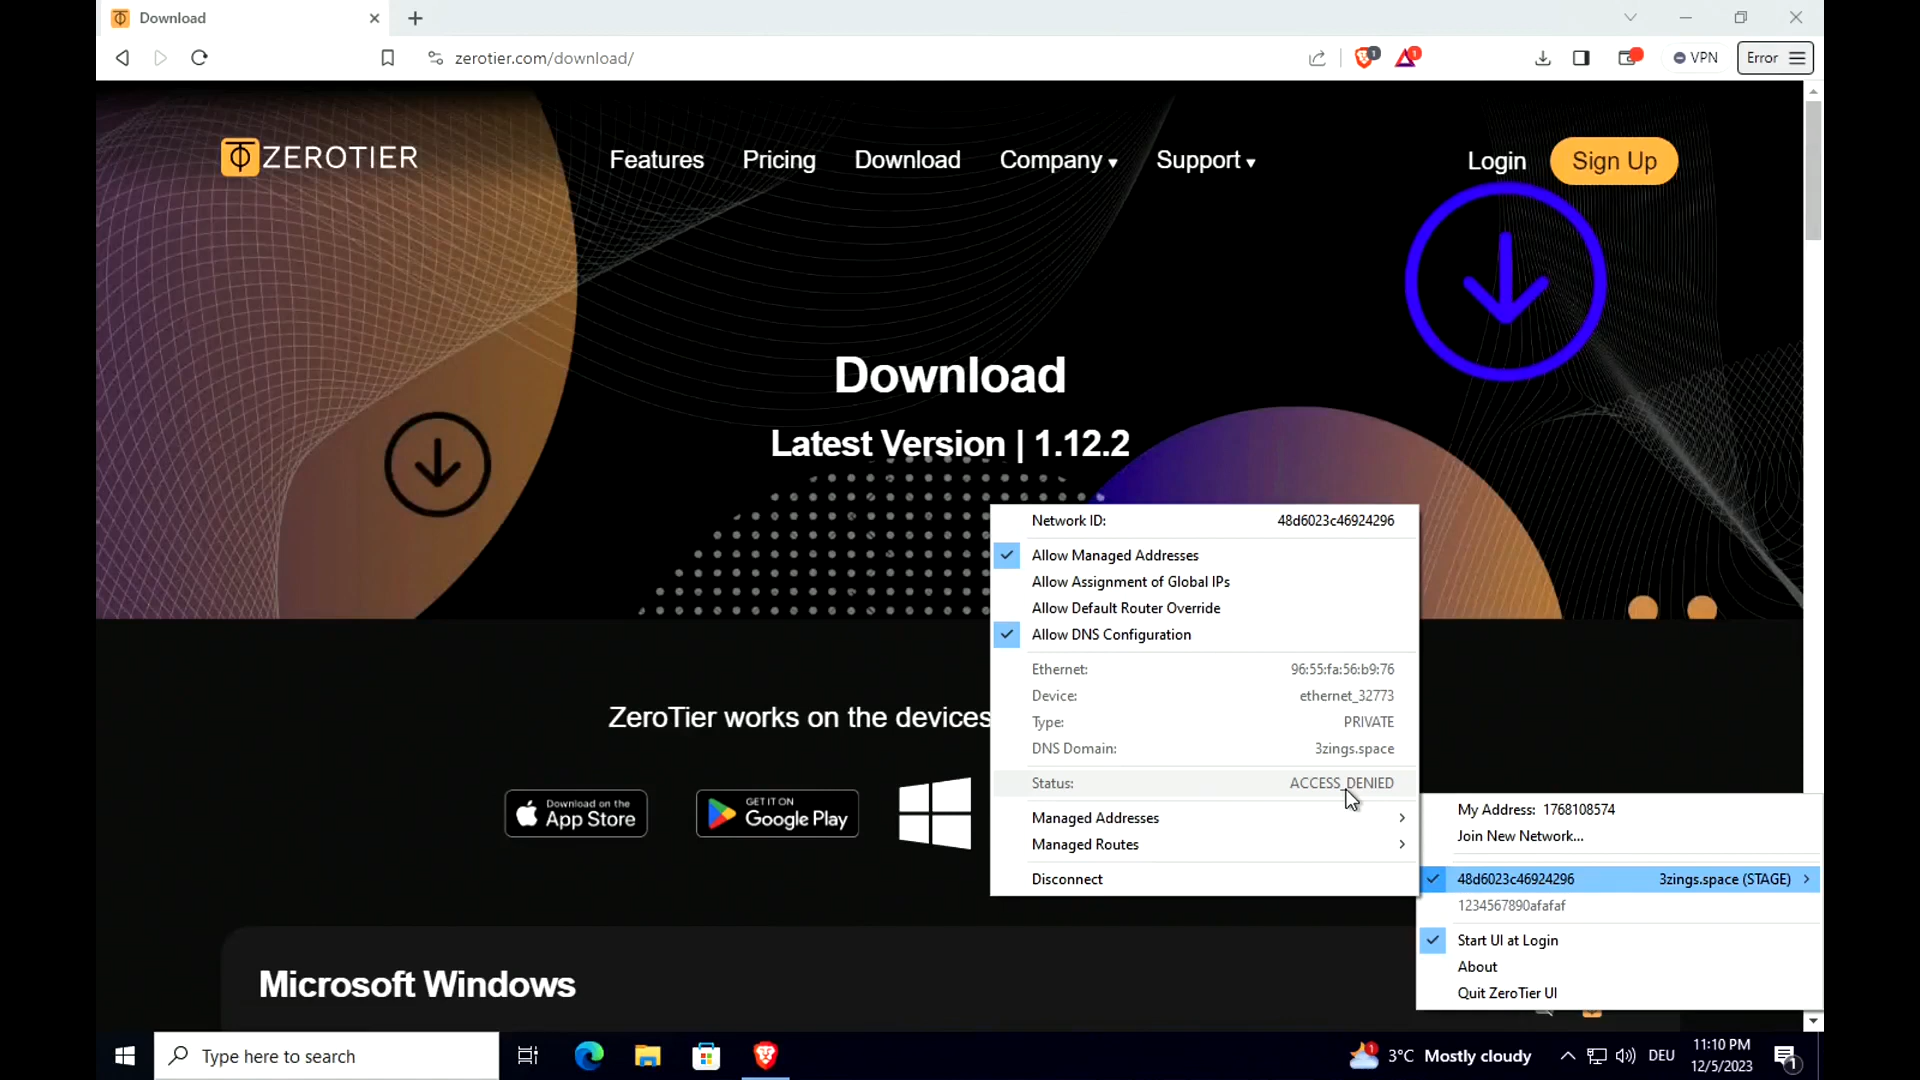 Download
zerotier.com/download/
1
1
VPN
Error
ZEROTIER
Features
Pricing
Download
Company
Support
Login
Sign Up
Download
Latest Version | 1.12.2
ZeroTier works on the devices
Download on the
App Store
GET IT ON
Google Play
Microsoft Windows
Network ID: 48d6023c46924296
Allow Managed Addresses
Allow Assignment of Global IPs
Allow Default Router Override
Allow DNS Configuration
Ethernet: 96:55:fa:56:b9:76
Device: ethernet_32773
Type: PRIVATE
DNS Domain: 3zings.space
Status: ACCESS_DENIED
Managed Addresses
Managed Routes
Disconnect
My Address: 1768108574
Join New Network...
48d6023c46924296 3zings.space (STAGE)
1234567890afafaf
Start UI at Login
About
Quit ZeroTier UI
Type here to search
1
3°C Mostly cloudy
DEU
11:10 PM
12/5/2023
1